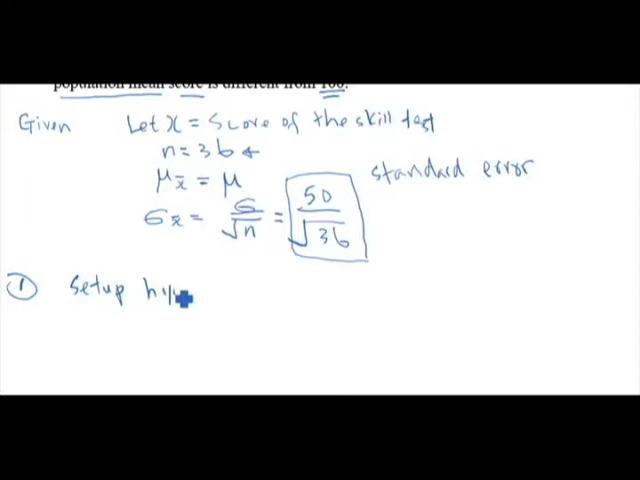 population mean score is different from 100.
Given Let X = Score of the skill test
n = 36
μx̄ = μ
standard error
σx̄ = σ/√n = 50/√36
① Setup hy